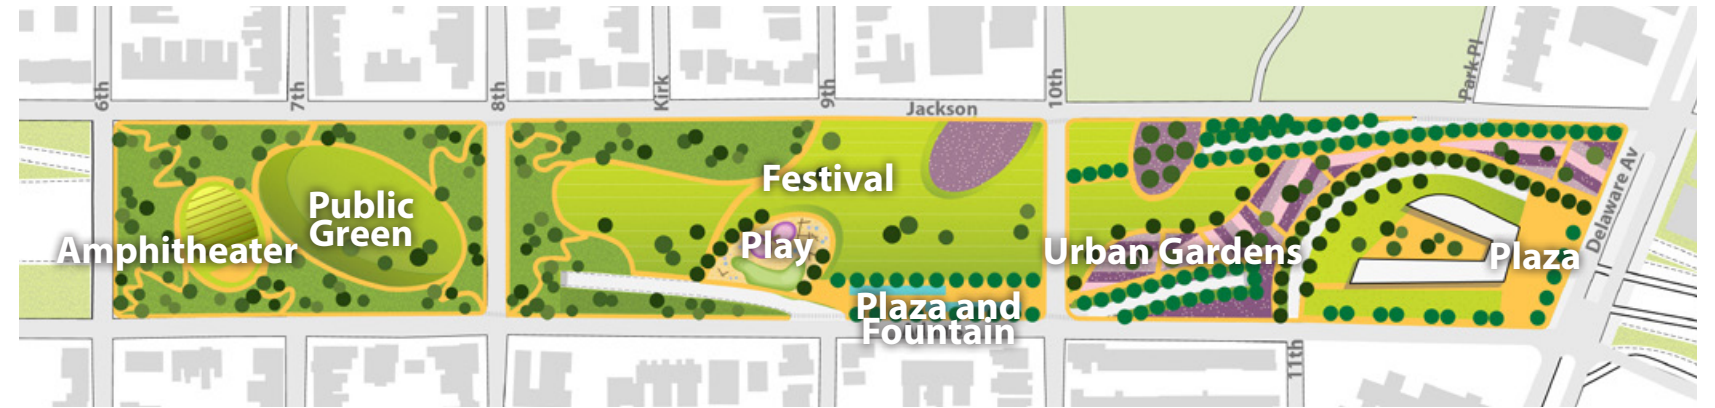 6th
7th
8th
Kirk
9th
Jackson
10th
Park Pl
Delaware Av
Amphitheater
Public
Green
Festival
Play
Plaza and
Fountain
Urban Gardens
Plaza
11th